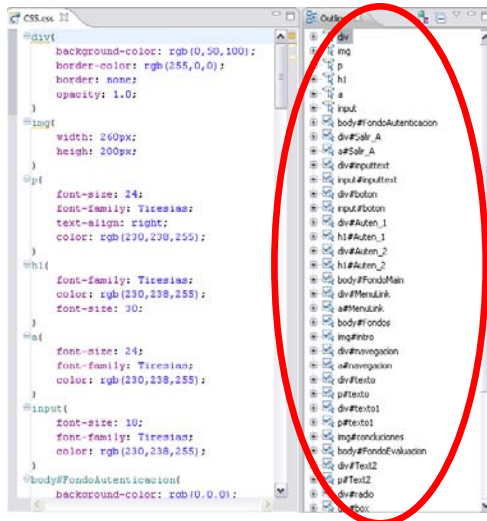 CSS.css
div{
background-color: rgb(0,50,100);
border-color: rgb(255,0,0);
border: none;
opacity: 1.0;
}
img{
width: 260px;
heigh: 200px;
}
p{
font-size: 24;
font-family: Tiresias;
text-align: right;
color: rgb(230,238,255);
}
h1{
font-family: Tiresias;
color: rgb(230,238,255);
font-size: 30;
}
a{
font-size: 24;
font-family: Tiresias;
color: rgb(230,238,255);
}
input{
font-size: 18;
font-family: Tiresias;
color: rgb(230,238,255);
}
body#FondoAutenticacion{
background-color: rgb(0,0,0);
div
img
p
h1
a
input
body#FondoAutenticacion
div#Salir_A
a#Salir_A
div#inputtext
input#inputtext
div#boton
input#boton
div#Auten_1
h1#Auten_1
div#Auten_2
h1#Auten_2
body#FondoMain
div#MenuLink
a#MenuLink
body#Fondos
img#intro
div#navegacion
a#navegacion
div#texto
p#texto
div#texto1
p#texto1
img#concluciones
body#FondoEvaluacion
div#Text2
p#Text2
div#radio